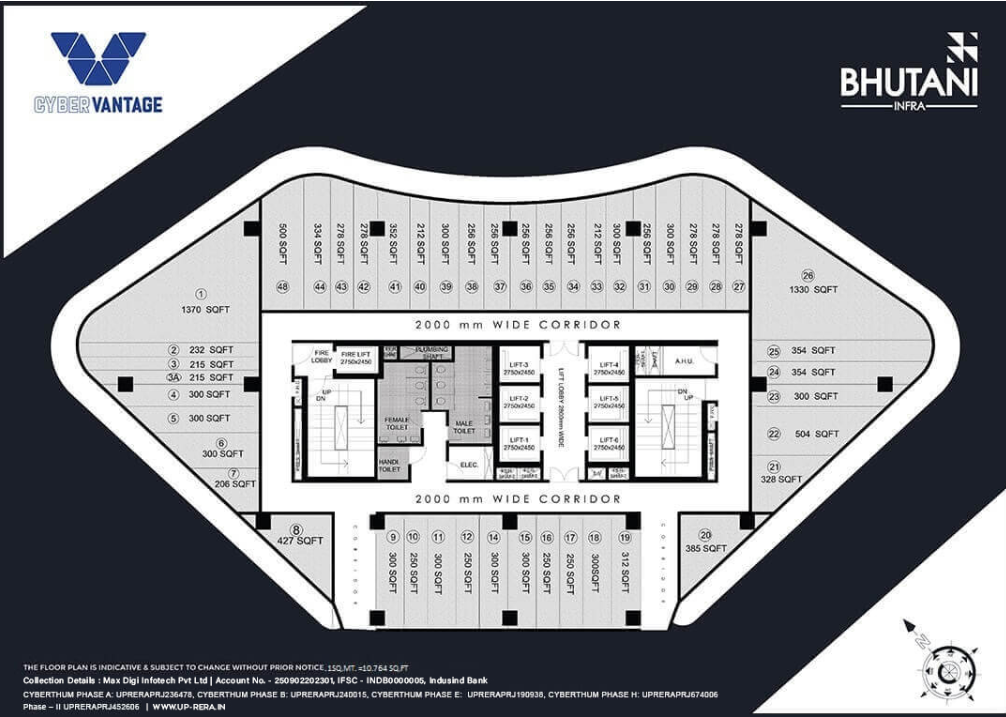 CYBERVANTAGE
BHUTANI
INFRA
500 SQFT
48
334 SQFT
44
278 SQFT
43
278 SQFT
42
352 SQFT
41
212 SQFT
40
300 SQFT
39
256 SQFT
38
256 SQFT
37
256 SQFT
36
256 SQFT
35
256 SQFT
34
212 SQFT
33
300 SQFT
32
256 SQFT
31
300 SQFT
30
278 SQFT
29
278 SQFT
28
278 SQFT
27
1
1370 SQFT
26
1330 SQFT
2000 mm WIDE CORRIDOR
2 232 SQFT
3 215 SQFT
3A 215 SQFT
4 300 SQFT
5 300 SQFT
6
300 SQFT
7
206 SQFT
8
427 SQFT
25 354 SQFT
24 354 SQFT
23 300 SQFT
22 504 SQFT
21
328 SQFT
20
385 SQFT
FIRE
LOBBY
FIRE LIFT
2750x2450
PLUMBING
SHAFT
UP
DN
FEMALE
TOILET
MALE
TOILET
HANDI
TOILET
ELEC.
LIFT-3
2750x2450
LIFT-2
2750x2450
LIFT-1
2750x2450
LIFT LOBBY 2600mm WIDE
LIFT-4
2750x2450
LIFT-5
2750x2450
LIFT-6
2750x2450
A.H.U.
DN
UP
2000 mm WIDE CORRIDOR
CORRIDOR
9
300 SQFT
10
250 SQFT
11
300 SQFT
12
250 SQFT
14
300 SQFT
15
300 SQFT
16
250 SQFT
17
250 SQFT
18
300SQFT
19
312 SQFT
CORRIDOR
N
THE FLOOR PLAN IS INDICATIVE & SUBJECT TO CHANGE WITHOUT PRIOR NOTICE, 1SQ,MT. =10.764 SQ,FT
Collection Details : Max Digi Infotech Pvt Ltd | Account No. - 250902202301, IFSC - INDB0000005, Indusind Bank
CYBERTHUM PHASE A: UPRERAPRJ236478, CYBERTHUM PHASE B: UPRERAPRJ240015, CYBERTHUM PHASE E: UPRERAPRJ190938, CYBERTHUM PHASE H: UPRERAPRJ674006
Phase – II UPRERAPRJ452606 | WWW.UP-RERA.IN